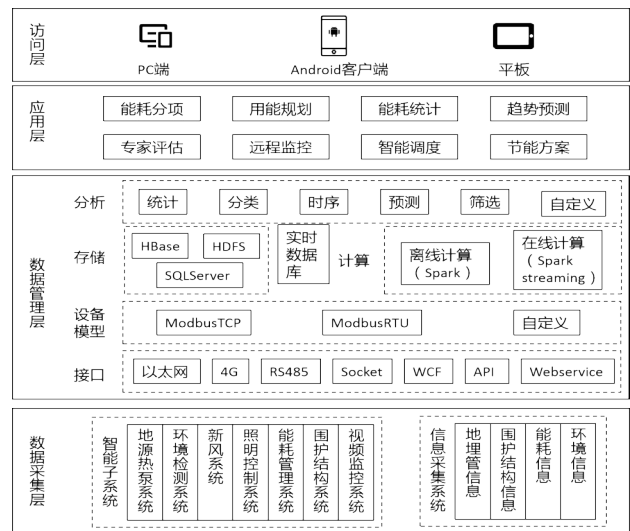 访问层
PC端
Android客户端
平板
应用层
能耗分项
用能规划
能耗统计
趋势预测
专家评估
远程监控
智能调度
节能方案
数据管理层
分析
统计
分类
时序
预测
筛选
自定义
存储
HBase
HDFS
SQLServer
实时
数据
库
计算
离线计算
（Spark）
在线计算
（Spark
streaming）
设备
模型
ModbusTCP
ModbusRTU
自定义
接口
以太网
4G
RS485
Socket
WCF
API
Webservice
数据采集层
智能子系统
地源热泵系统
环境检测系统
新风系统
照明控制系统
能耗管理系统
围护结构系统
视频监控系统
信息采集系统
地埋管信息
围护结构信息
能耗信息
环境信息